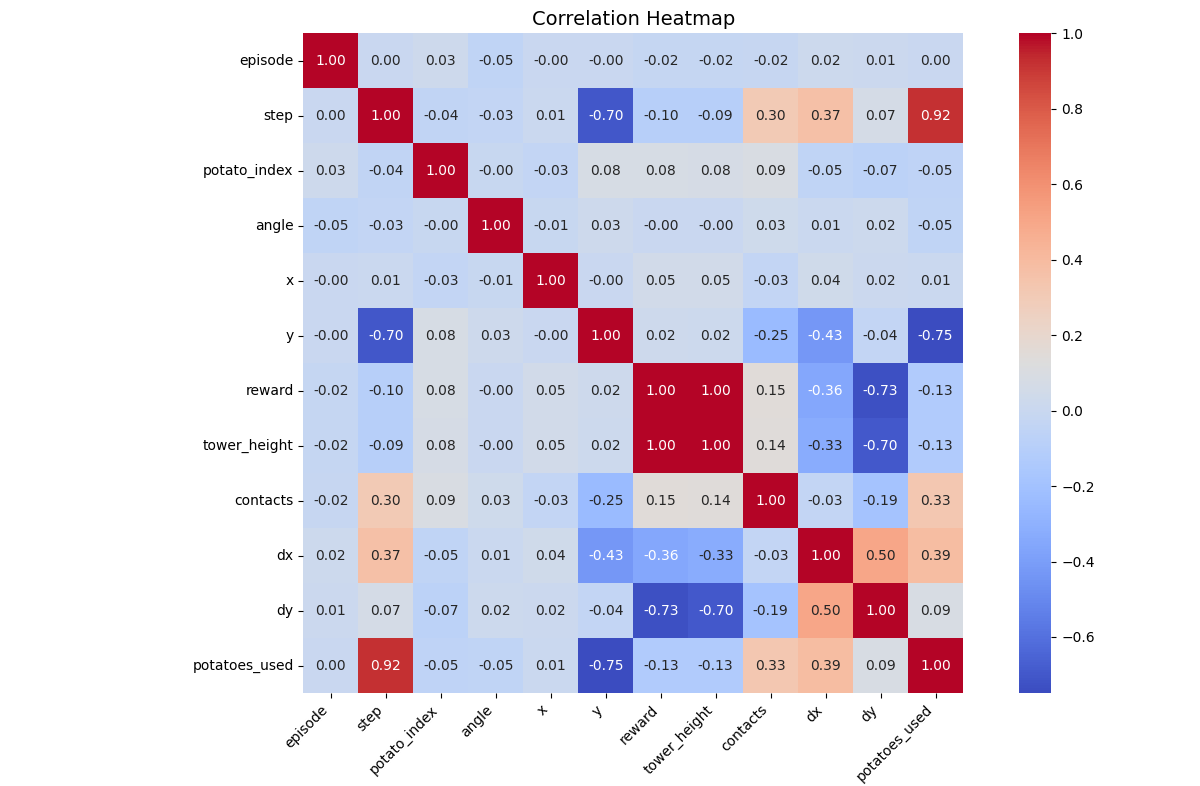 Correlation Heatmap
episode 1.00 0.00 0.03 -0.05 -0.00 -0.00 -0.02 -0.02 -0.02 0.02 0.01 0.00
step 0.00 1.00 -0.04 -0.03 0.01 -0.70 -0.10 -0.09 0.30 0.37 0.07 0.92
potato_index 0.03 -0.04 1.00 -0.00 -0.03 0.08 0.08 0.08 0.09 -0.05 -0.07 -0.05
angle -0.05 -0.03 -0.00 1.00 -0.01 0.03 -0.00 -0.00 0.03 0.01 0.02 -0.05
x -0.00 0.01 -0.03 -0.01 1.00 -0.00 0.05 0.05 -0.03 0.04 0.02 0.01
y -0.00 -0.70 0.08 0.03 -0.00 1.00 0.02 0.02 -0.25 -0.43 -0.04 -0.75
reward -0.02 -0.10 0.08 -0.00 0.05 0.02 1.00 1.00 0.15 -0.36 -0.73 -0.13
tower_height -0.02 -0.09 0.08 -0.00 0.05 0.02 1.00 1.00 0.14 -0.33 -0.70 -0.13
contacts -0.02 0.30 0.09 0.03 -0.03 -0.25 0.15 0.14 1.00 -0.03 -0.19 0.33
dx 0.02 0.37 -0.05 0.01 0.04 -0.43 -0.36 -0.33 -0.03 1.00 0.50 0.39
dy 0.01 0.07 -0.07 0.02 0.02 -0.04 -0.73 -0.70 -0.19 0.50 1.00 0.09
potatoes_used 0.00 0.92 -0.05 -0.05 0.01 -0.75 -0.13 -0.13 0.33 0.39 0.09 1.00
episode step potato_index angle x y reward tower_height contacts dx dy potatoes_used
1.0
0.8
0.6
0.4
0.2
0.0
−0.2
−0.4
−0.6